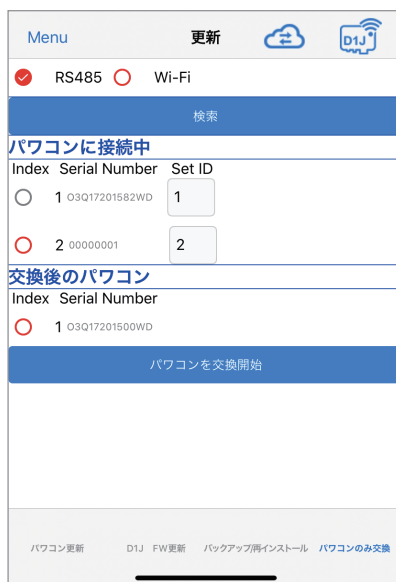 Menu 更新 D1J
RS485 Wi-Fi
検索
パワコンに接続中
Index Serial Number Set ID
1 O3Q17201582WD 1
2 00000001 2
交換後のパワコン
Index Serial Number
1 O3Q17201500WD
パワコンを交換開始
パワコン更新 D1J FW更新 バックアップ/再インストール パワコンのみ交換